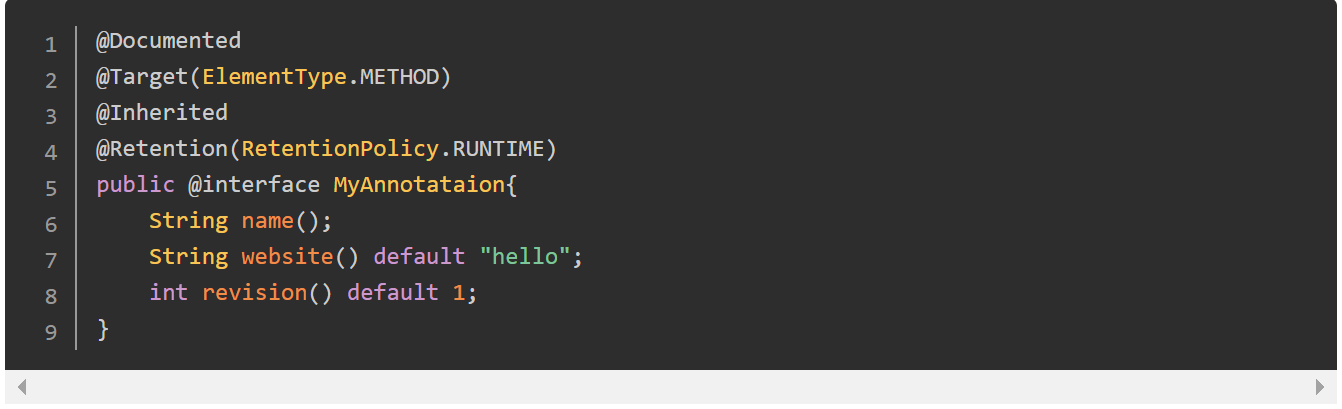 1 @Documented
2 @Target(ElementType.METHOD)
3 @Inherited
4 @Retention(RetentionPolicy.RUNTIME)
5 public @interface MyAnnotataion{
6     String name();
7     String website() default "hello";
8     int revision() default 1;
9 }